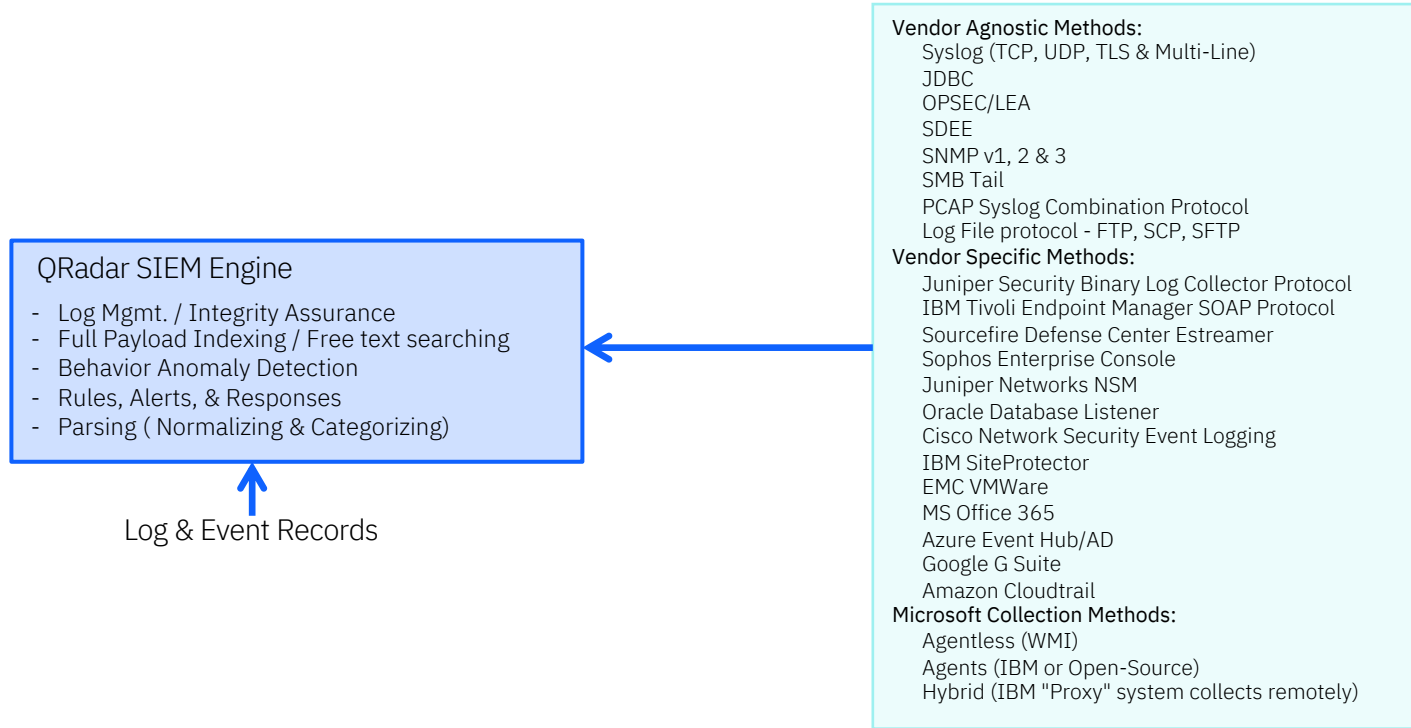 QRadar SIEM Engine
- Log Mgmt. / Integrity Assurance
- Full Payload Indexing / Free text searching
- Behavior Anomaly Detection
- Rules, Alerts, & Responses
- Parsing ( Normalizing & Categorizing)
Log & Event Records
Vendor Agnostic Methods:
Syslog (TCP, UDP, TLS & Multi-Line)
JDBC
OPSEC/LEA
SDEE
SNMP v1, 2 & 3
SMB Tail
PCAP Syslog Combination Protocol
Log File protocol - FTP, SCP, SFTP
Vendor Specific Methods:
Juniper Security Binary Log Collector Protocol
IBM Tivoli Endpoint Manager SOAP Protocol
Sourcefire Defense Center Estreamer
Sophos Enterprise Console
Juniper Networks NSM
Oracle Database Listener
Cisco Network Security Event Logging
IBM SiteProtector
EMC VMWare
MS Office 365
Azure Event Hub/AD
Google G Suite
Amazon Cloudtrail
Microsoft Collection Methods:
Agentless (WMI)
Agents (IBM or Open-Source)
Hybrid (IBM "Proxy" system collects remotely)